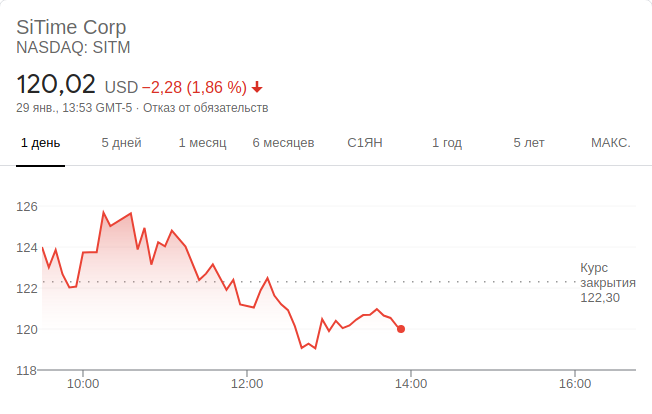 SiTime Corp
NASDAQ: SITM
120,02 USD −2,28 (1,86 %)
29 янв., 13:53 GMT-5 · Отказ от обязательств
1 день 5 дней 1 месяц 6 месяцев С1ЯН 1 год 5 лет МАКС.
126
124
Курс
закрытия
122,30
122
120
118
10:00 12:00 14:00 16:00